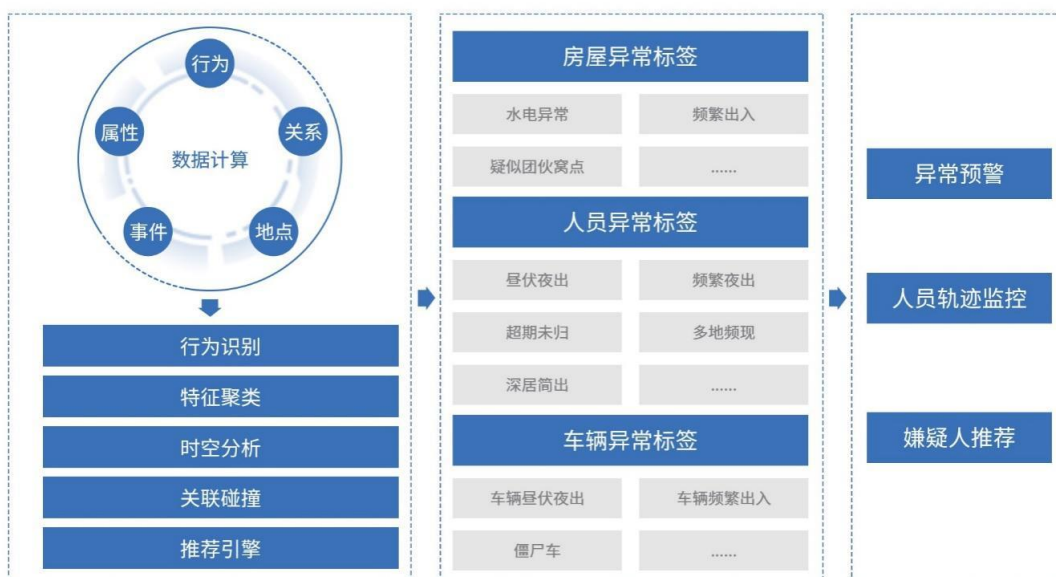 行为
属性
关系
数据计算
事件
地点
行为识别
特征聚类
时空分析
关联碰撞
推荐引擎
房屋异常标签
水电异常
频繁出入
疑似团伙窝点
......
人员异常标签
昼伏夜出
频繁夜出
超期未归
多地频现
深居简出
......
车辆异常标签
车辆昼伏夜出
车辆频繁出入
僵尸车
......
异常预警
人员轨迹监控
嫌疑人推荐